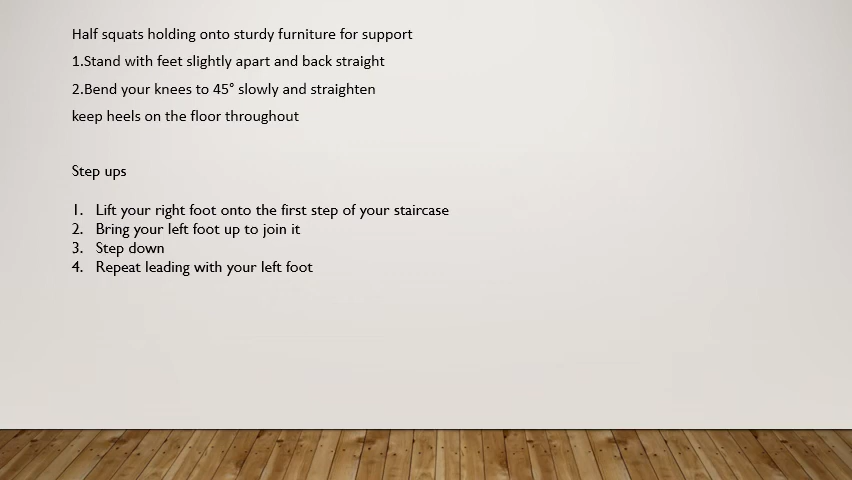 Half squats holding onto sturdy furniture for support
1.Stand with feet slightly apart and back straight
2.Bend your knees to 45° slowly and straighten
keep heels on the floor throughout
Step ups
1. Lift your right foot onto the first step of your staircase
2. Bring your left foot up to join it
3. Step down
4. Repeat leading with your left foot